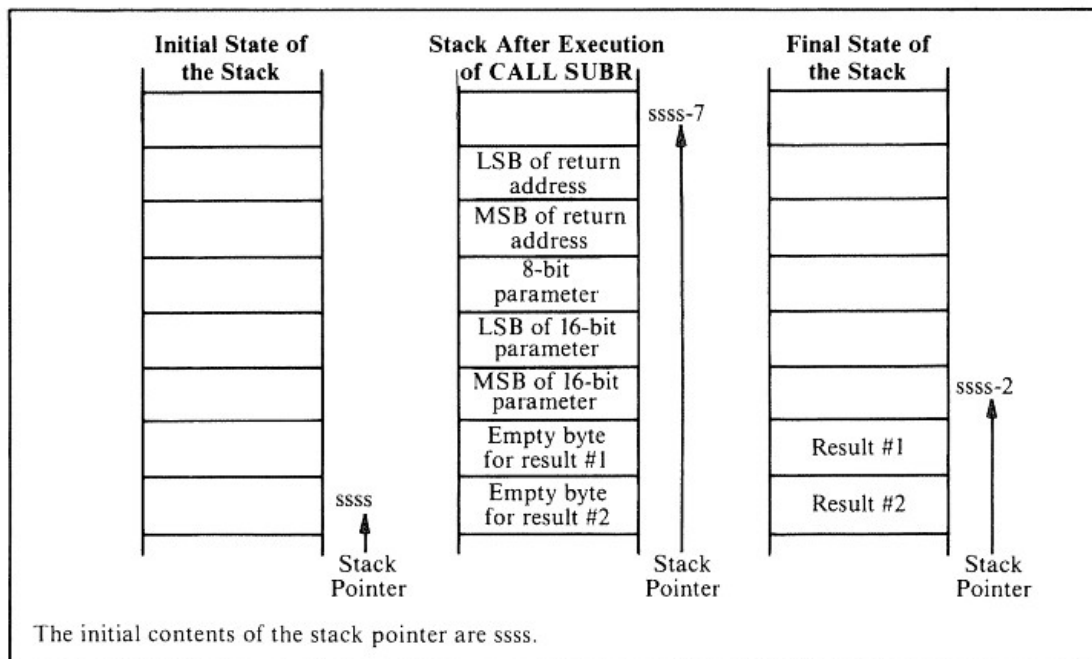 Initial State of
the Stack
Stack After Execution
of CALL SUBR
Final State of
the Stack
ssss-7
LSB of return
address
MSB of return
address
8-bit
parameter
LSB of 16-bit
parameter
MSB of 16-bit
parameter
ssss-2
Empty byte
for result #1
Result #1
ssss
Empty byte
for result #2
Result #2
Stack
Pointer
Stack
Pointer
Stack
Pointer
The initial contents of the stack pointer are ssss.